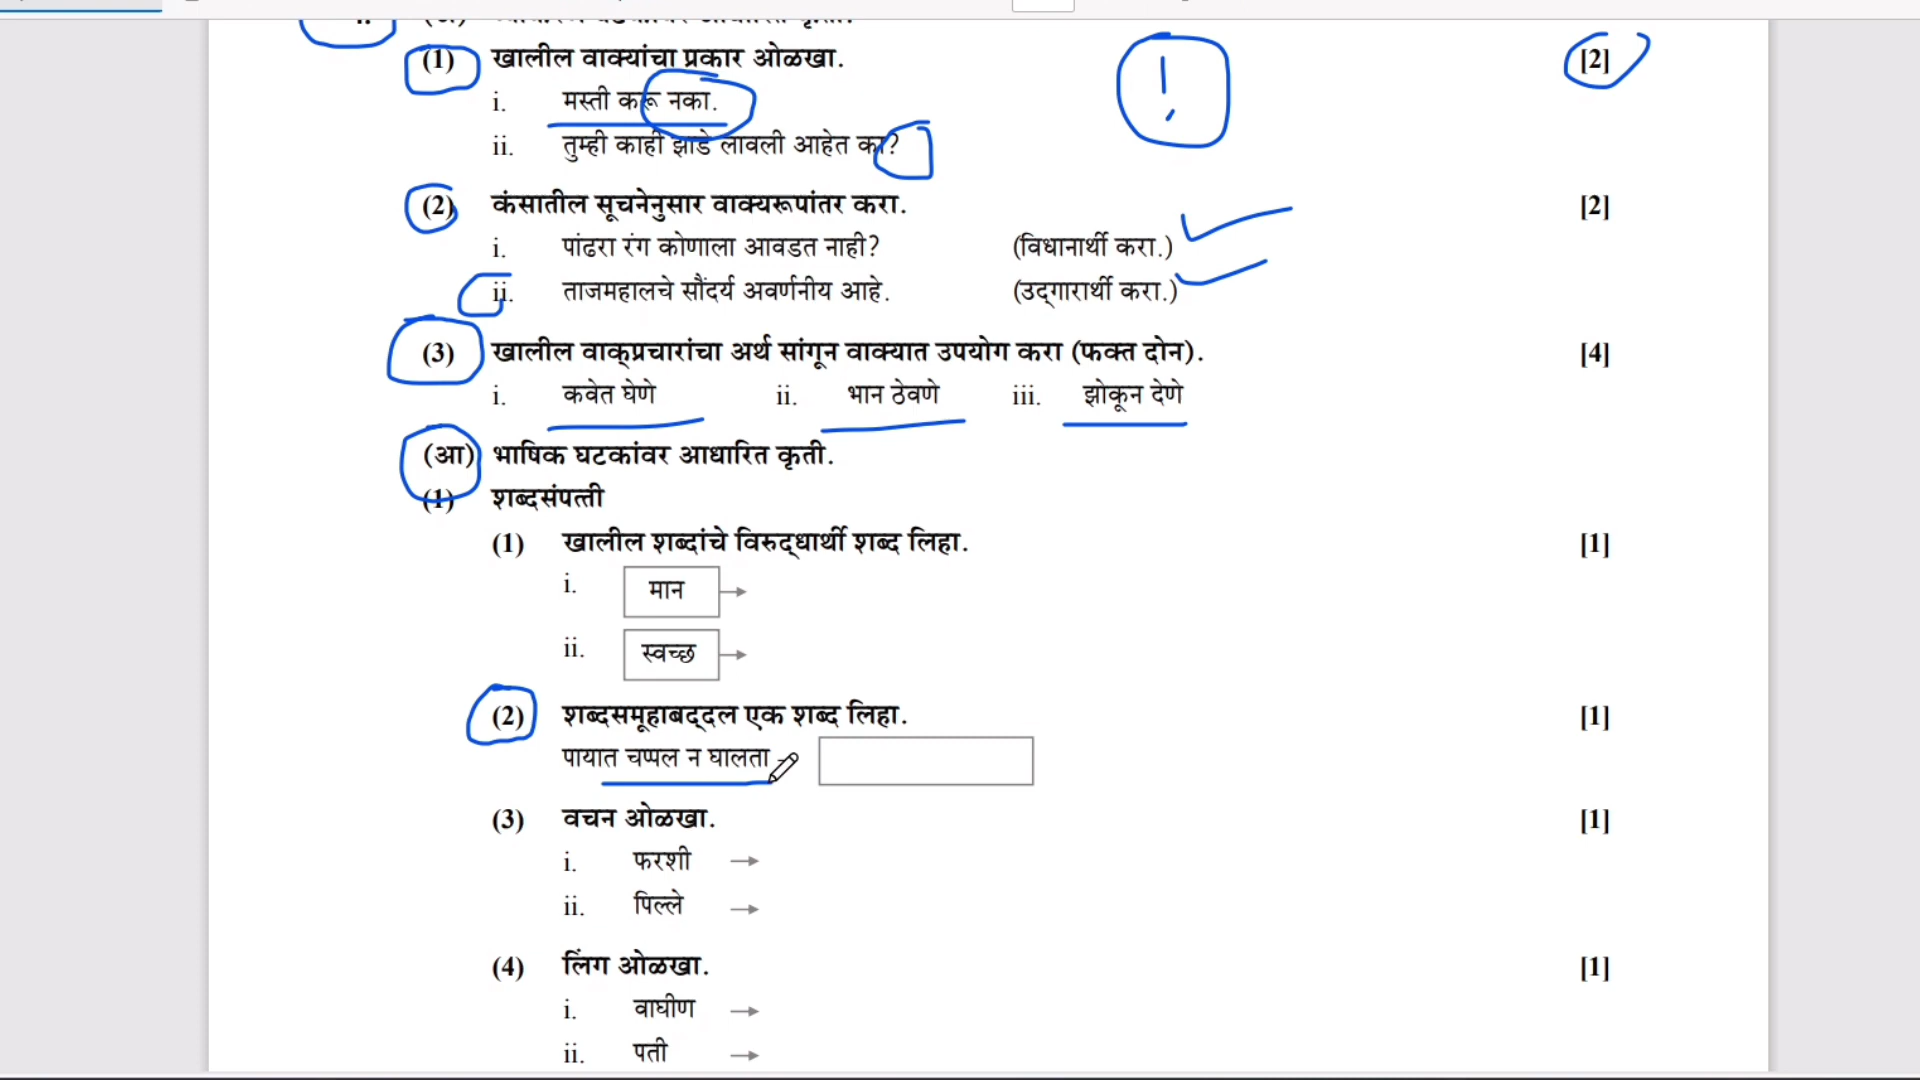 (1) खालील वाक्यांचा प्रकार ओळखा. [2]
i. मस्ती करू नका.
ii. तुम्ही काही झाडे लावली आहेत का?
(2) कंसातील सूचनेनुसार वाक्यरूपांतर करा. [2]
i. पांढरा रंग कोणाला आवडत नाही? (विधानार्थी करा.)
ii. ताजमहालचे सौंदर्य अवर्णनीय आहे. (उद्‌गारार्थी करा.)
(3) खालील वाक्‌प्रचारांचा अर्थ सांगून वाक्यात उपयोग करा (फक्त दोन). [4]
i. कवेत घेणे ii. भान ठेवणे iii. झोकून देणे
(आ) भाषिक घटकांवर आधारित कृती.
(1) शब्दसंपत्ती
(1) खालील शब्दांचे विरुद्धार्थी शब्द लिहा. [1]
i. मान →
ii. स्वच्छ →
(2) शब्दसमूहाबद्दल एक शब्द लिहा. [1]
पायात चप्पल न घालता
(3) वचन ओळखा. [1]
i. फरशी →
ii. पिल्ले →
(4) लिंग ओळखा. [1]
i. वाघीण →
ii. पती →
!